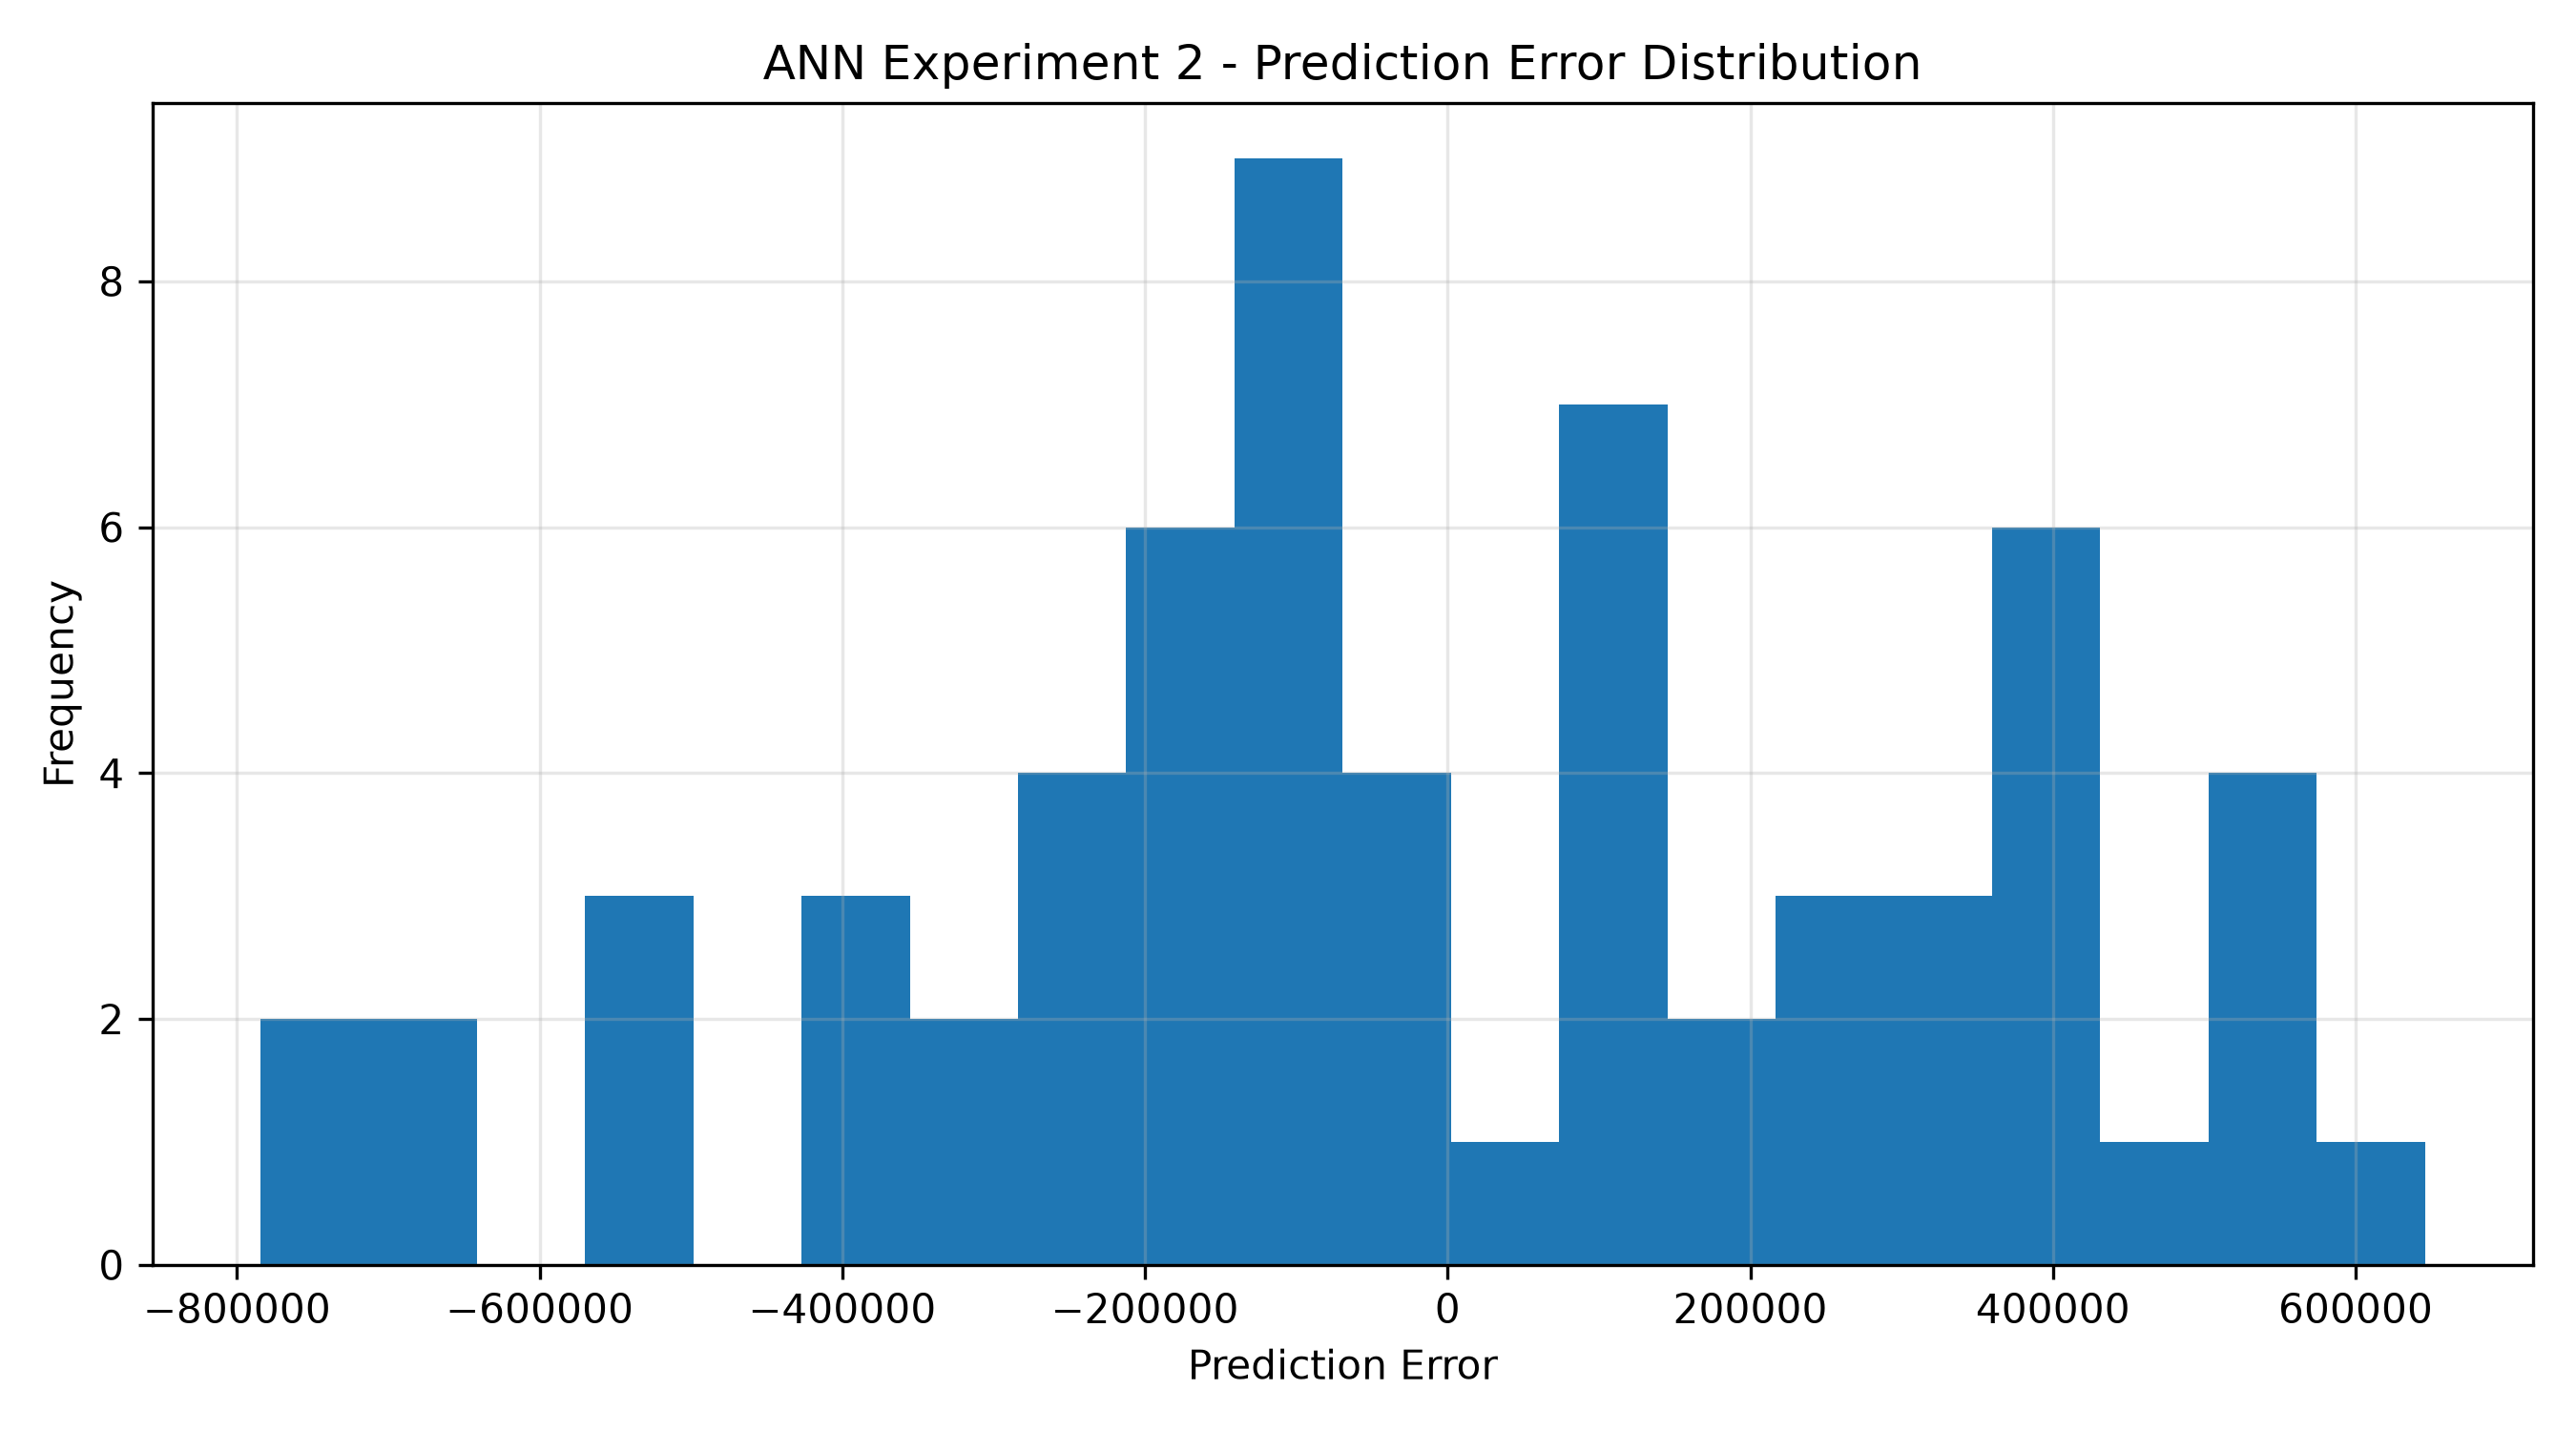 ANN Experiment 2 - Prediction Error Distribution
Frequency
8
6
4
2
0
−800000 −600000 −400000 −200000 0 200000 400000 600000
Prediction Error